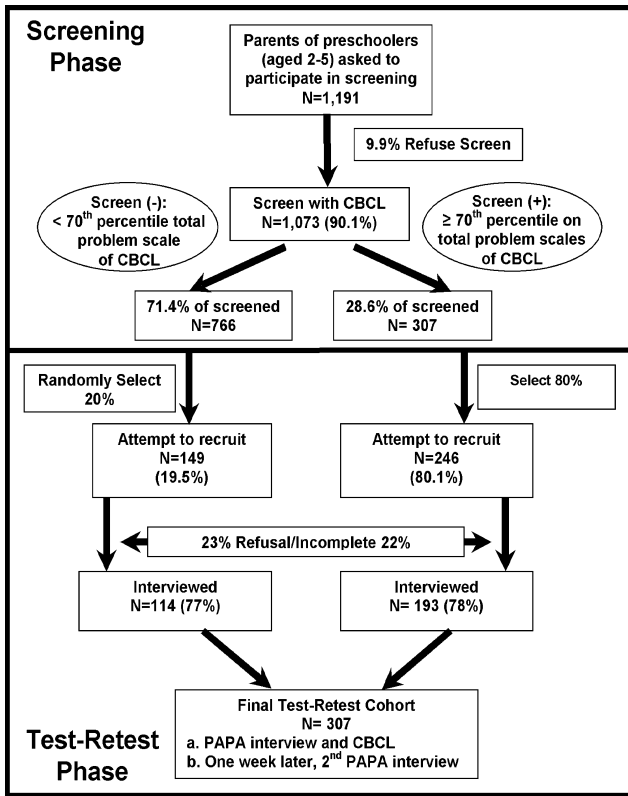 Screening
Phase
Parents of preschoolers
(aged 2-5) asked to
participate in screening
N=1,191
9.9% Refuse Screen
Screen (-):
< 70th percentile total
problem scale
of CBCL
Screen with CBCL
N=1,073 (90.1%)
Screen (+):
≥ 70th percentile on
total problem scales
of CBCL
71.4% of screened
N=766
28.6% of screened
N= 307
Randomly Select
20%
Select 80%
Attempt to recruit
N=149
(19.5%)
Attempt to recruit
N=246
(80.1%)
23% Refusal/Incomplete 22%
Interviewed
N=114 (77%)
Interviewed
N= 193 (78%)
Final Test-Retest Cohort
N= 307
a. PAPA interview and CBCL
b. One week later, 2nd PAPA interview
Test-Retest
Phase